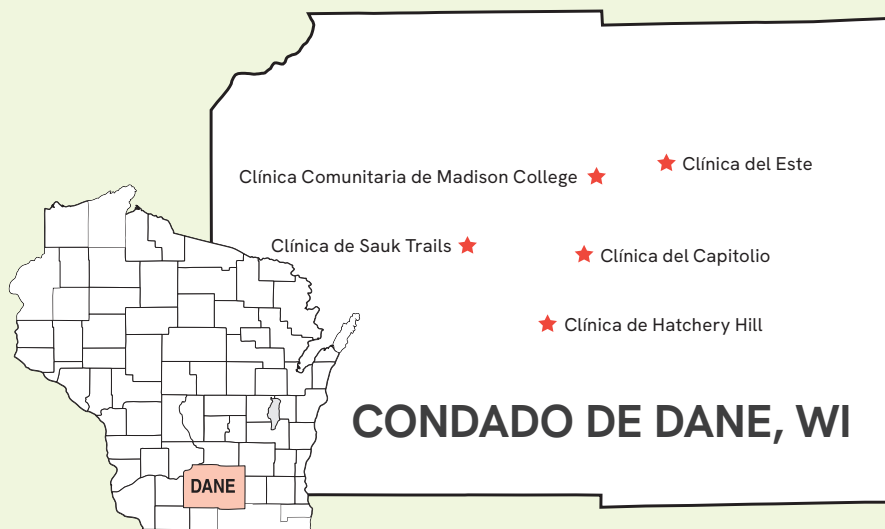 Clínica del Este
Clínica Comunitaria de Madison College
Clínica de Sauk Trails
Clínica del Capitolio
Clínica de Hatchery Hill
CONDADO DE DANE, WI
DANE